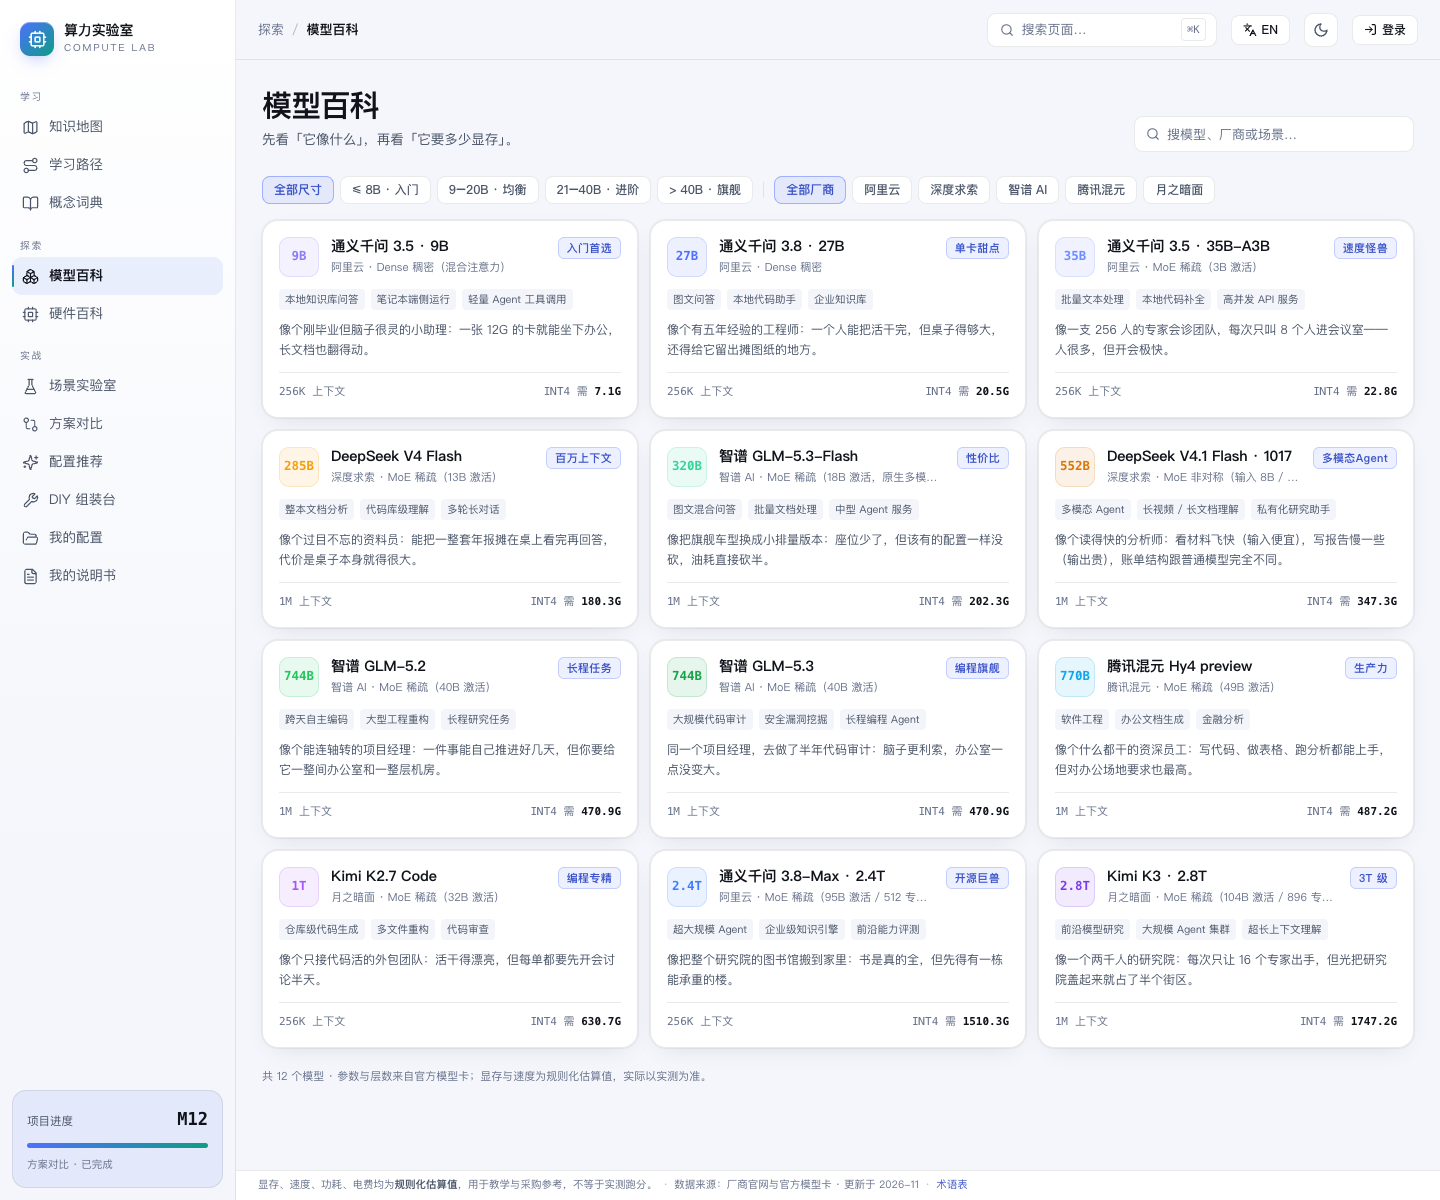 算力实验室
COMPUTE LAB
学习
知识地图
学习路径
概念词典
探索
模型百科
硬件百科
实战
场景实验室
方案对比
配置推荐
DIY 组装台
我的配置
我的说明书
项目进度 M12
方案对比 · 已完成
探索 / 模型百科
搜索页面… ⌘K
EN
登录
模型百科
先看「它像什么」，再看「它要多少显存」。
搜模型、厂商或场景…
全部尺寸 ≤ 8B · 入门 9–20B · 均衡 21–40B · 进阶 > 40B · 旗舰 全部厂商 阿里云 深度求索 智谱 AI 腾讯混元 月之暗面
9B 通义千问 3.5 · 9B 入门首选
阿里云 · Dense 稠密（混合注意力）
本地知识库问答 笔记本端侧运行 轻量 Agent 工具调用
像个刚毕业但脑子很灵的小助理：一张 12G 的卡就能坐下办公，
长文档也翻得动。
256K 上下文 INT4 需 7.1G
27B 通义千问 3.8 · 27B 单卡甜点
阿里云 · Dense 稠密
图文问答 本地代码助手 企业知识库
像个有五年经验的工程师：一个人能把活干完，但桌子得够大，
还得给它留出摊图纸的地方。
256K 上下文 INT4 需 20.5G
35B 通义千问 3.5 · 35B-A3B 速度怪兽
阿里云 · MoE 稀疏（3B 激活）
批量文本处理 本地代码补全 高并发 API 服务
像一支 256 人的专家会诊团队，每次只叫 8 个人进会议室——
人很多，但开会极快。
256K 上下文 INT4 需 22.8G
285B DeepSeek V4 Flash 百万上下文
深度求索 · MoE 稀疏（13B 激活）
整本文档分析 代码库级理解 多轮长对话
像个过目不忘的资料员：能把一整套年报摊在桌上看完再回答，
代价是桌子本身就得很大。
1M 上下文 INT4 需 180.3G
320B 智谱 GLM-5.3-Flash 性价比
智谱 AI · MoE 稀疏（18B 激活，原生多模…
图文混合问答 批量文档处理 中型 Agent 服务
像把旗舰车型换成小排量版本：座位少了，但该有的配置一样没
砍，油耗直接砍半。
1M 上下文 INT4 需 202.3G
552B DeepSeek V4.1 Flash · 1017 多模态Agent
深度求索 · MoE 非对称（输入 8B / …
多模态 Agent 长视频 / 长文档理解 私有化研究助手
像个读得快的分析师：看材料飞快（输入便宜），写报告慢一些
（输出贵），账单结构跟普通模型完全不同。
1M 上下文 INT4 需 347.3G
744B 智谱 GLM-5.2 长程任务
智谱 AI · MoE 稀疏（40B 激活）
跨天自主编码 大型工程重构 长程研究任务
像个能连轴转的项目经理：一件事能自己推进好几天，但你要给
它一整间办公室和一整层机房。
1M 上下文 INT4 需 470.9G
744B 智谱 GLM-5.3 编程旗舰
智谱 AI · MoE 稀疏（40B 激活）
大规模代码审计 安全漏洞挖掘 长程编程 Agent
同一个项目经理，去做了半年代码审计：脑子更利索，办公室一
点没变大。
1M 上下文 INT4 需 470.9G
770B 腾讯混元 Hy4 preview 生产力
腾讯混元 · MoE 稀疏（49B 激活）
软件工程 办公文档生成 金融分析
像个什么都干的资深员工：写代码、做表格、跑分析都能上手，
但对办公场地要求也最高。
1M 上下文 INT4 需 487.2G
1T Kimi K2.7 Code 编程专精
月之暗面 · MoE 稀疏（32B 激活）
仓库级代码生成 多文件重构 代码审查
像个只接代码活的外包团队：活干得漂亮，但每单都要先开会讨
论半天。
256K 上下文 INT4 需 630.7G
2.4T 通义千问 3.8-Max · 2.4T 开源巨兽
阿里云 · MoE 稀疏（95B 激活 / 512 专…
超大规模 Agent 企业级知识引擎 前沿能力评测
像把整个研究院的图书馆搬到家里：书是真的全，但先得有一栋
能承重的楼。
256K 上下文 INT4 需 1510.3G
2.8T Kimi K3 · 2.8T 3T 级
月之暗面 · MoE 稀疏（104B 激活 / 896 专…
前沿模型研究 大规模 Agent 集群 超长上下文理解
像一个两千人的研究院：每次只让 16 个专家出手，但光把研究
院盖起来就占了半个街区。
1M 上下文 INT4 需 1747.2G
共 12 个模型 · 参数与层数来自官方模型卡；显存与速度为规则化估算值，实际以实测为准。
显存、速度、功耗、电费均为规则化估算值，用于教学与采购参考，不等于实测跑分。 · 数据来源：厂商官网与官方模型卡 · 更新于 2026-11 · 术语表